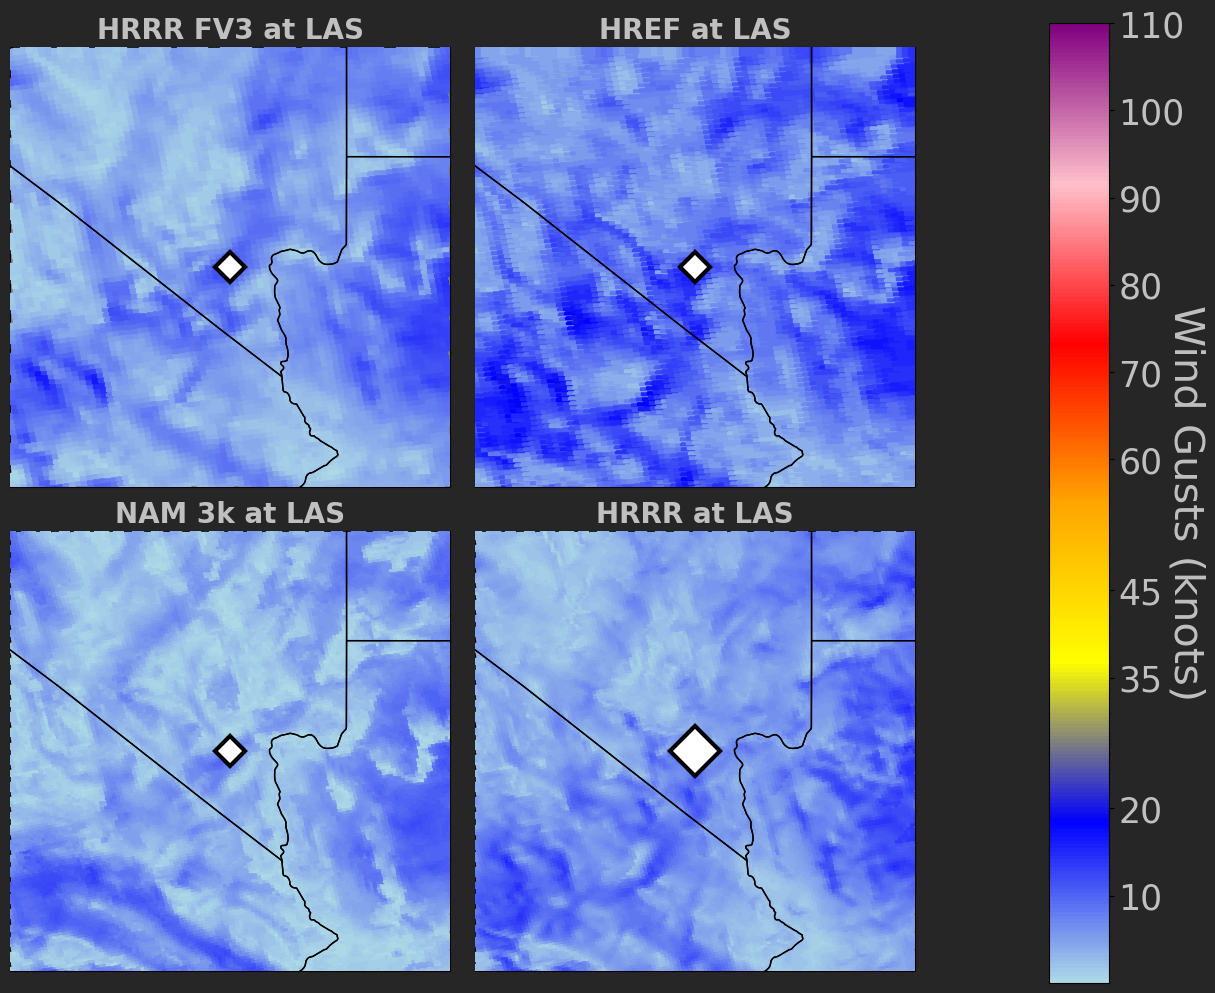 HRRR FV3 at LAS
HREF at LAS
NAM 3k at LAS
HRRR at LAS
110
100
90
80
70
60
45
35
20
10
Wind Gusts (knots)